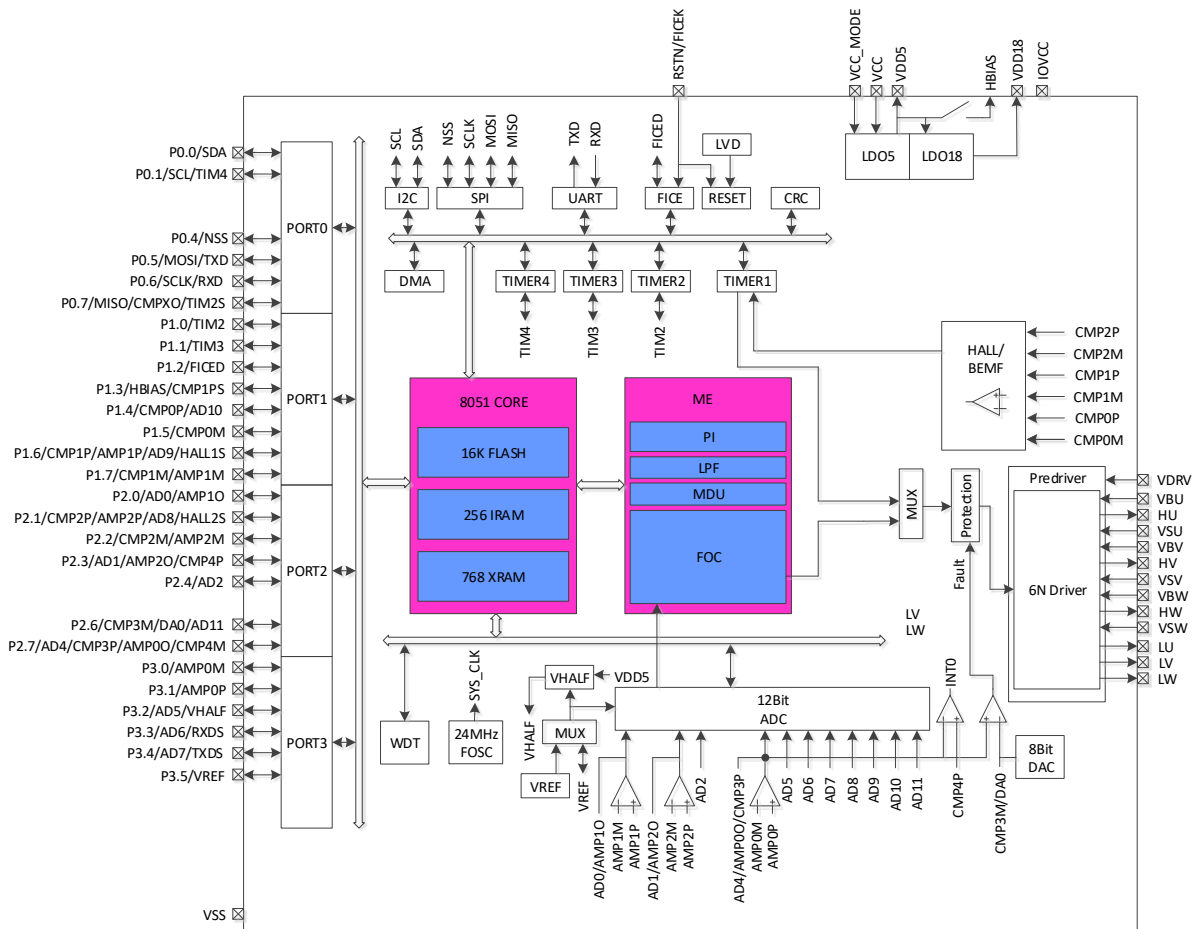 RSTN/FICEK
VCC_MODE
VCC
VDD5
HBIAS
VDD18
IOVCC
P0.0/SDA
P0.1/SCL/TIM4
P0.4/NSS
P0.5/MOSI/TXD
P0.6/SCLK/RXD
P0.7/MISO/CMPXO/TIM2S
P1.0/TIM2
P1.1/TIM3
P1.2/FICED
P1.3/HBIAS/CMP1PS
P1.4/CMP0P/AD10
P1.5/CMP0M
P1.6/CMP1P/AMP1P/AD9/HALL1S
P1.7/CMP1M/AMP1M
P2.0/AD0/AMP1O
P2.1/CMP2P/AMP2P/AD8/HALL2S
P2.2/CMP2M/AMP2M
P2.3/AD1/AMP2O/CMP4P
P2.4/AD2
P2.6/CMP3M/DA0/AD11
P2.7/AD4/CMP3P/AMP0O/CMP4M
P3.0/AMP0M
P3.1/AMP0P
P3.2/AD5/VHALF
P3.3/AD6/RXDS
P3.4/AD7/TXDS
P3.5/VREF
VSS
PORT0
PORT1
PORT2
PORT3
SCL
SDA
NSS
SCLK
MOSI
MISO
TXD
RXD
FICED
LVD
I2C
SPI
UART
FICE
RESET
CRC
LDO5
LDO18
DMA
TIMER4
TIMER3
TIMER2
TIMER1
TIM4
TIM3
TIM2
8051 CORE
16K FLASH
256 IRAM
768 XRAM
ME
PI
LPF
MDU
FOC
HALL/
BEMF
CMP2P
CMP2M
CMP1P
CMP1M
CMP0P
CMP0M
MUX
Protection
Fault
Predriver
6N Driver
VDRV
VBU
HU
VSU
VBV
HV
VSV
VBW
HW
VSW
LU
LV
LW
LV
LW
WDT
SYS_CLK
24MHz
FOSC
VHALF
VDD5
VHALF
MUX
VREF
VREF
12Bit
ADC
AD0/AMP1O
AMP1M
AMP1P
AD1/AMP2O
AMP2M
AMP2P
AD2
AD4/AMP0O/CMP3P
AMP0M
AMP0P
AD5
AD6
AD7
AD8
AD9
AD10
AD11
INT0
CMP4P
CMP3M/DA0
8Bit
DAC